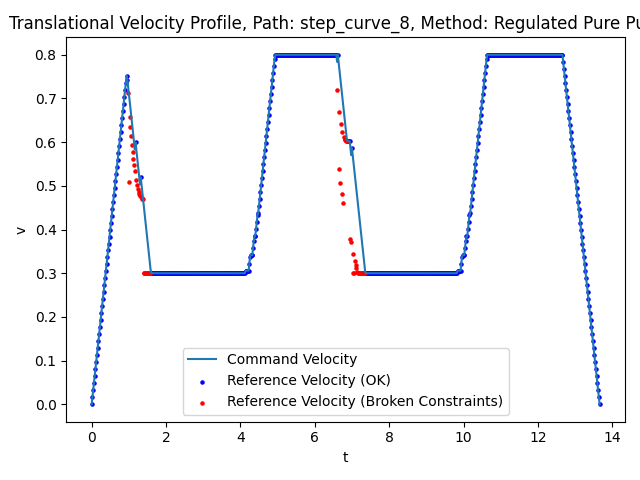 Translational Velocity Profile, Path: step_curve_8, Method: Regulated Pure Pu
0.8
0.7
0.6
0.5
v
0.4
0.3
0.2
0.1
0.0
Command Velocity
Reference Velocity (OK)
Reference Velocity (Broken Constraints)
0 2 4 6 8 10 12 14
t